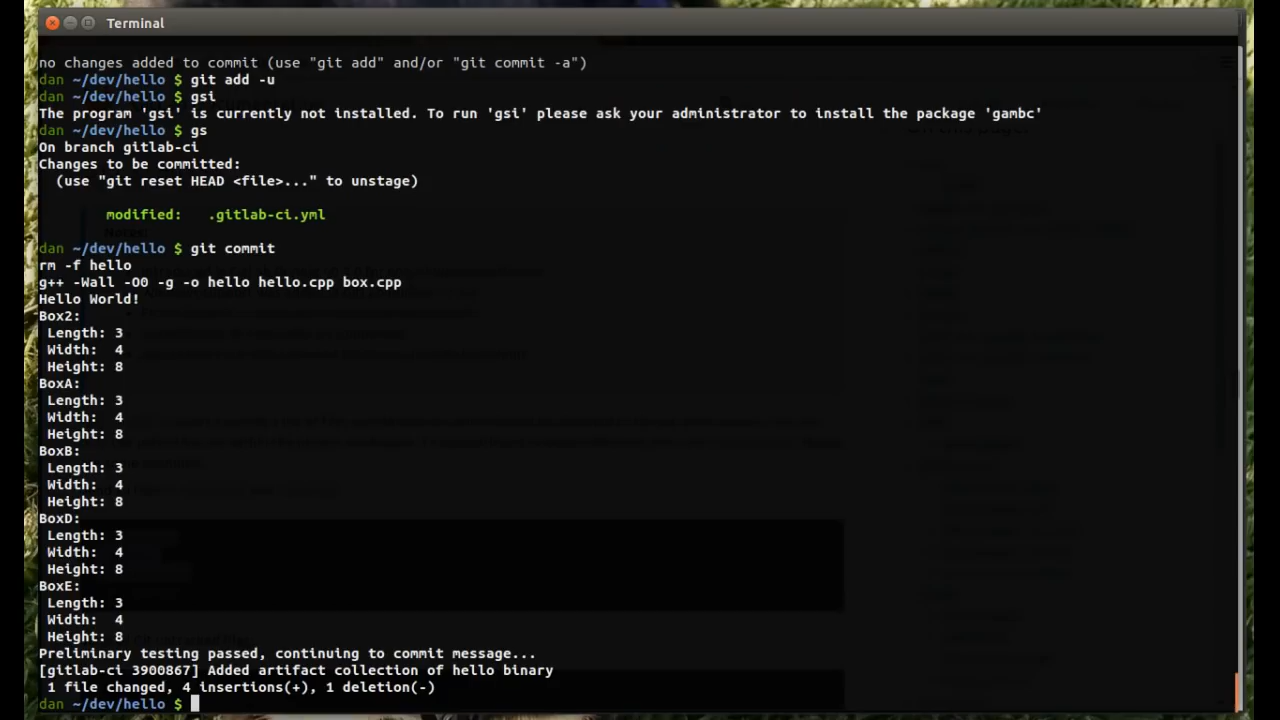 Terminal
no changes added to commit (use "git add" and/or "git commit -a")
dan ~/dev/hello $ git add -u
dan ~/dev/hello $ gsi
The program 'gsi' is currently not installed. To run 'gsi' please ask your administrator to install the package 'gambc'
dan ~/dev/hello $ gs
On branch gitlab-ci
Changes to be committed:
  (use "git reset HEAD <file>..." to unstage)
        modified:   .gitlab-ci.yml
dan ~/dev/hello $ git commit
rm -f hello
g++ -Wall -O0 -g -o hello hello.cpp box.cpp
Hello World!
Box2:
 Length: 3
 Width:  4
 Height: 8
BoxA:
 Length: 3
 Width:  4
 Height: 8
BoxB:
 Length: 3
 Width:  4
 Height: 8
BoxD:
 Length: 3
 Width:  4
 Height: 8
BoxE:
 Length: 3
 Width:  4
 Height: 8
Preliminary testing passed, continuing to commit message...
[gitlab-ci 3900867] Added artifact collection of hello binary
 1 file changed, 4 insertions(+), 1 deletion(-)
dan ~/dev/hello $